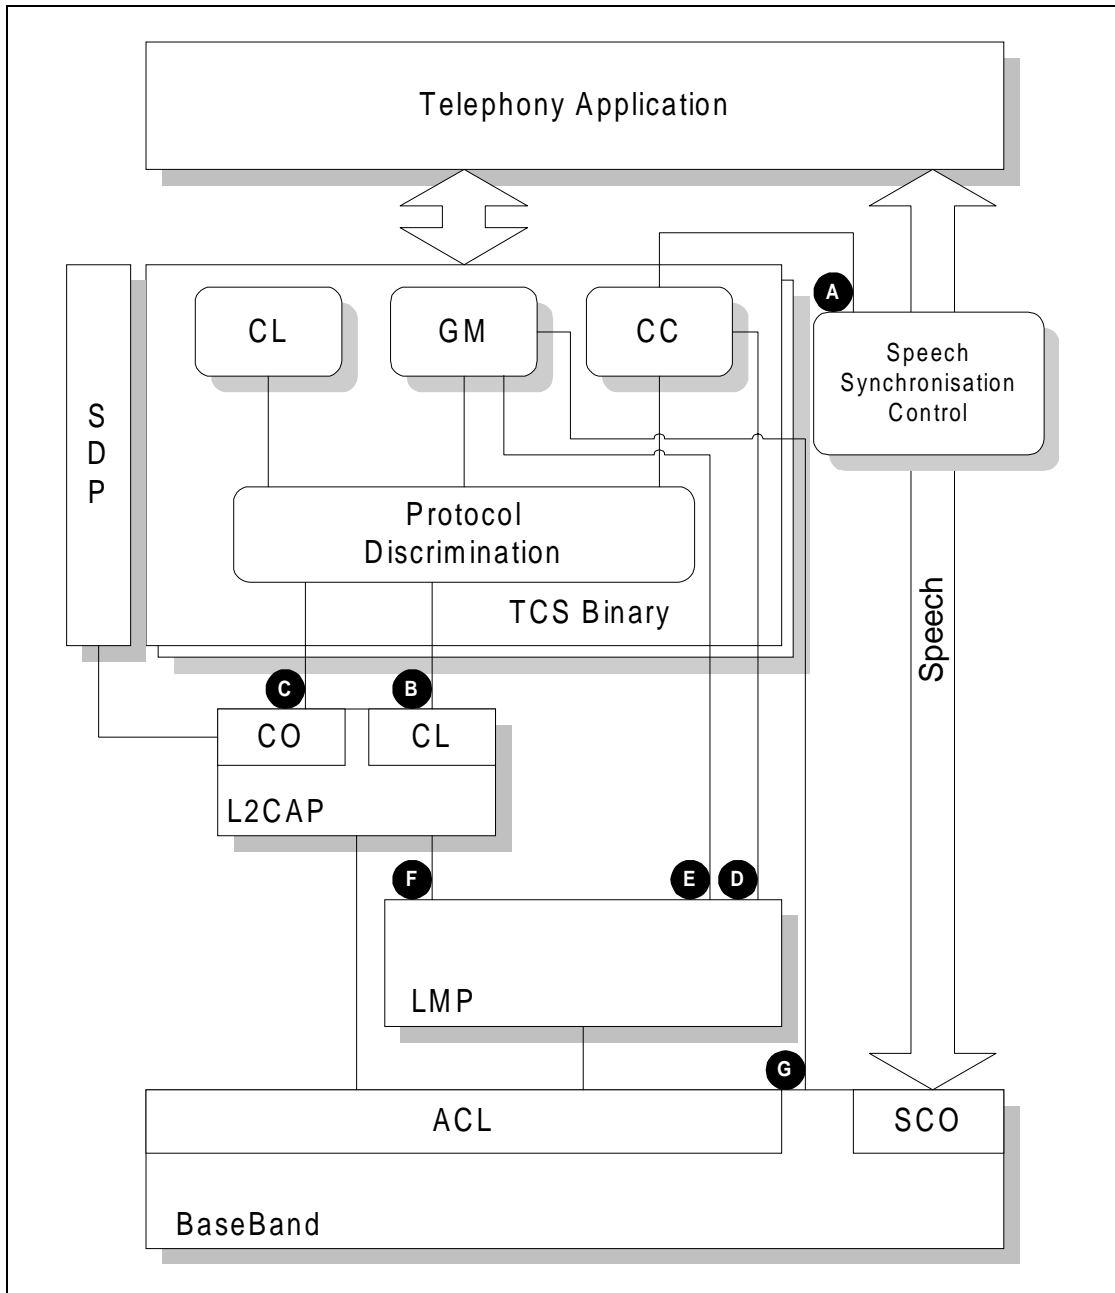 Telephony Application
A
CL
GM
CC
Speech
Synchronisation
Control
S
D
P
Protocol
Discrimination
TCS Binary
Speech
C
B
CO
CL
L2CAP
F
E
D
LMP
G
ACL
SCO
BaseBand